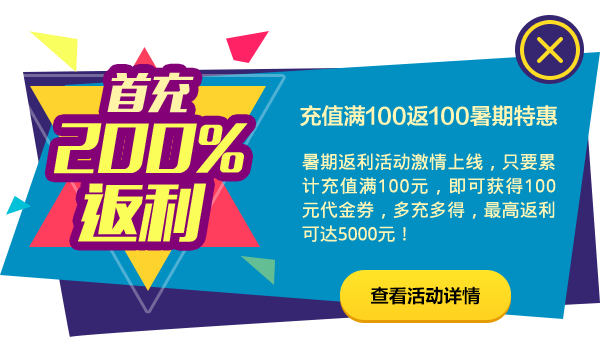 首充
200%
返利
充值满100返100暑期特惠
暑期返利活动激情上线，只要累
计充值满100元，即可获得100
元代金券，多充多得，最高返利
可达5000元！
查看活动详情